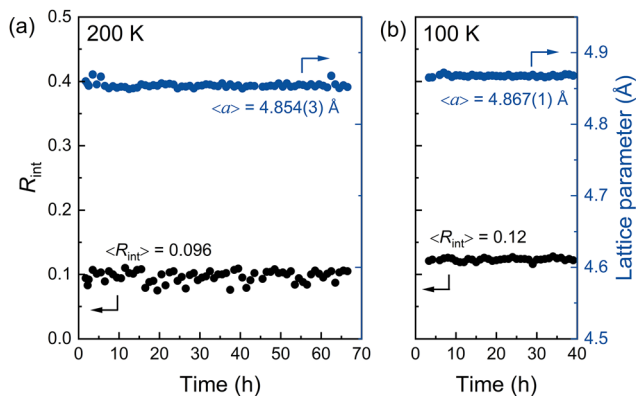 (a)
200 K
(b)
100 K
0.5
0.4
0.3
0.2
0.1
0.0
R_int
<a> = 4.854(3) Å
<R_int> = 0.096
0 10 20 30 40 50 60 70
Time (h)
<a> = 4.867(1) Å
<R_int> = 0.12
0 10 20 30 40
Time (h)
4.9
4.8
4.7
4.6
4.5
Lattice parameter (Å)